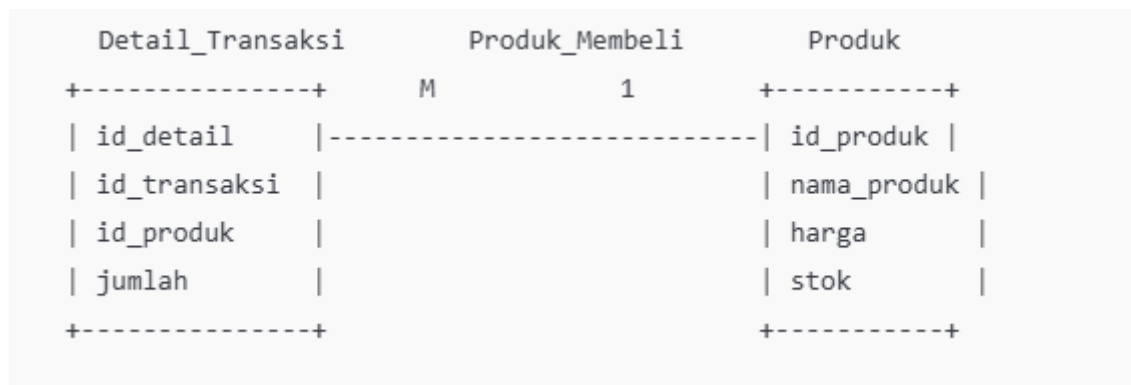 Detail_Transaksi Produk_Membeli Produk
+---------------+ M 1 +-----------+
| id_detail |----------------------------| id_produk |
| id_transaksi | | nama_produk |
| id_produk | | harga |
| jumlah | | stok |
+---------------+ +-----------+